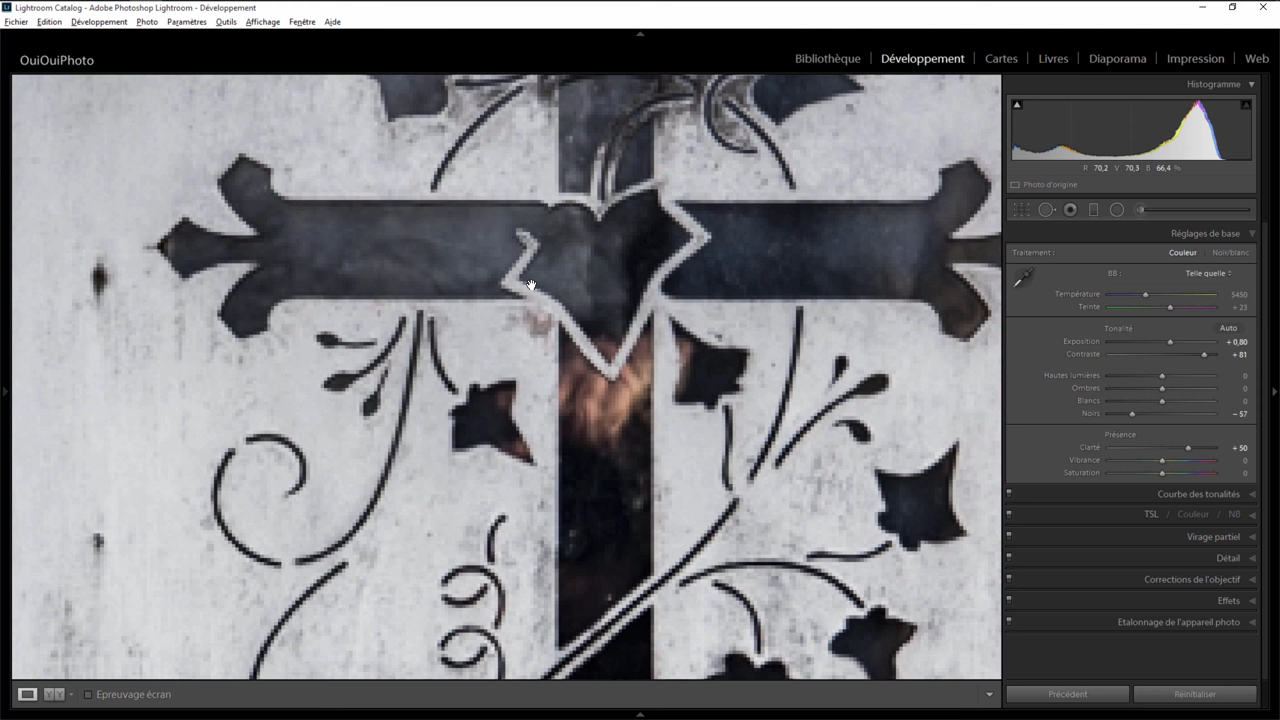 Lightroom Catalog - Adobe Photoshop Lightroom - Développement
Fichier Edition Développement Photo Paramètres Outils Affichage Fenêtre Aide
OuiOuiPhoto
Bibliothèque Développement Cartes Livres Diaporama Impression Web
Histogramme
R 70,2 V 70,3 B 66,4 %
Photo d'origine
Réglages de base
Traitement : Couleur Noir/blanc
BB : Telle quelle
Température 5450
Teinte + 23
Tonalité Auto
Exposition + 0,80
Contraste + 81
Hautes lumières 0
Ombres 0
Blancs 0
Noirs - 57
Présence
Clarté + 50
Vibrance 0
Saturation 0
Courbe des tonalités
TSL / Couleur / NB
Virage partiel
Détail
Corrections de l'objectif
Effets
Etalonnage de l'appareil photo
Epreuvage écran
Précédent Réinitialiser